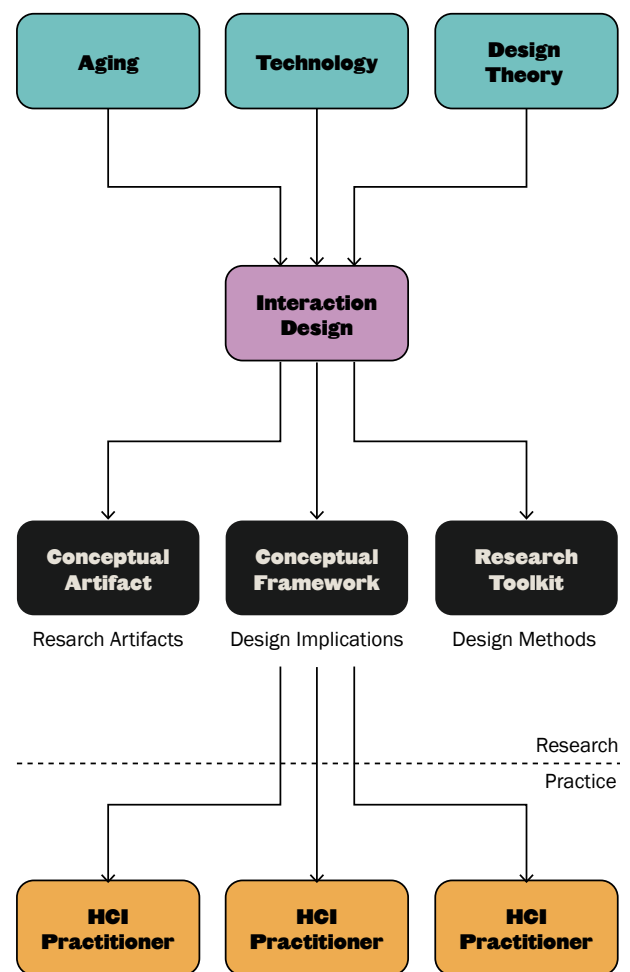 Aging
Technology
Design
Theory
Interaction
Design
Conceptual
Artifact
Conceptual
Framework
Research
Toolkit
Resarch Artifacts
Design Implications
Design Methods
Research
Practice
HCI
Practitioner
HCI
Practitioner
HCI
Practitioner